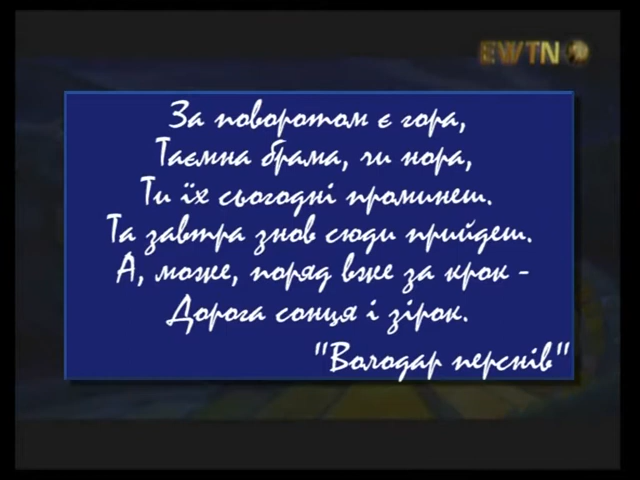 EWTN
За поворотом є гора,
Таємна брама, чи нора,
Ти їх сьогодні проминеш.
Та завтра знов сюди прийдеш.
А, може, поряд вже за крок -
Дорога сонця і зірок.
"Володар перснів"